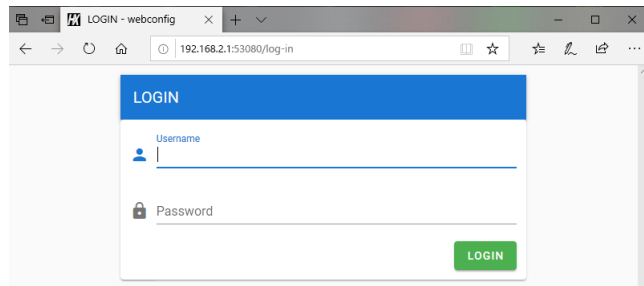 LOGIN - webconfig
192.168.2.1:53080/log-in
LOGIN
Username
Password
LOGIN